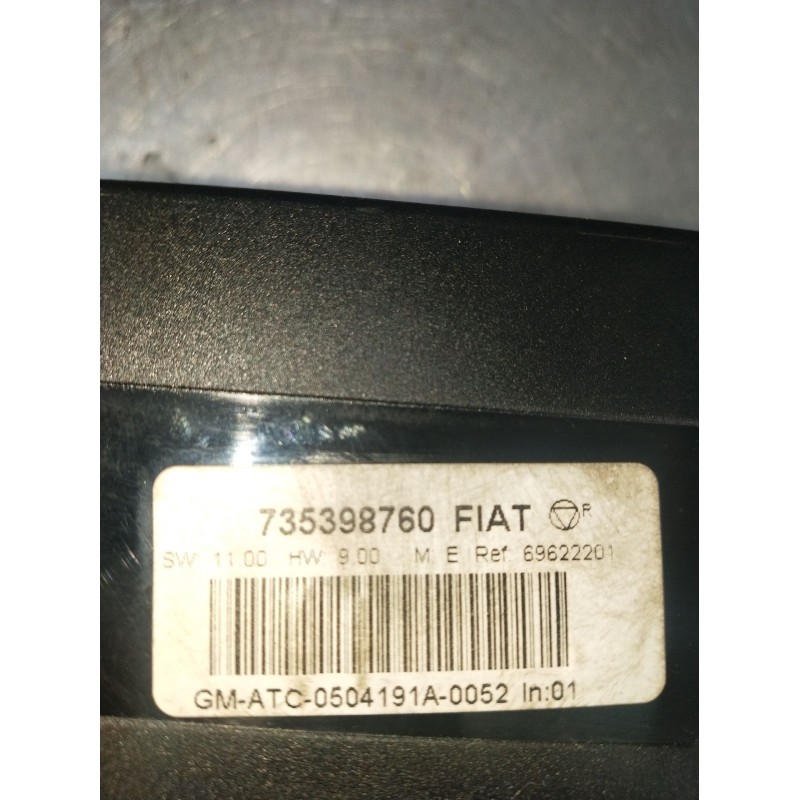 735398760 FIAT R
SW: 11.00 HW: 9.00 M. E. Ref. 69622201
GM-ATC-0504191A-0052 In:01